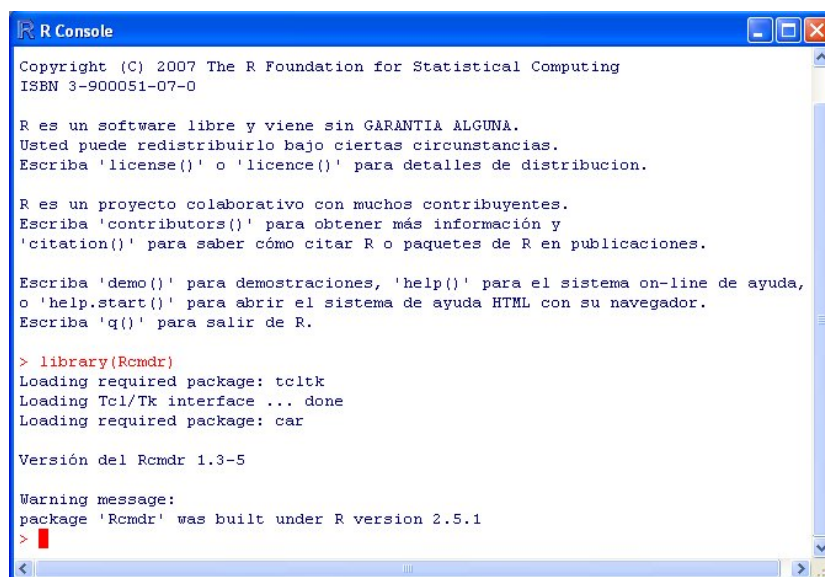 R Console
Copyright (C) 2007 The R Foundation for Statistical Computing
ISBN 3-900051-07-0
R es un software libre y viene sin GARANTIA ALGUNA.
Usted puede redistribuirlo bajo ciertas circunstancias.
Escriba 'license()' o 'licence()' para detalles de distribucion.
R es un proyecto colaborativo con muchos contribuyentes.
Escriba 'contributors()' para obtener más información y
'citation()' para saber cómo citar R o paquetes de R en publicaciones.
Escriba 'demo()' para demostraciones, 'help()' para el sistema on-line de ayuda,
o 'help.start()' para abrir el sistema de ayuda HTML con su navegador.
Escriba 'q()' para salir de R.
> library(Rcmdr)
Loading required package: tcltk
Loading Tcl/Tk interface ... done
Loading required package: car
Versión del Rcmdr 1.3-5
Warning message:
package 'Rcmdr' was built under R version 2.5.1
>